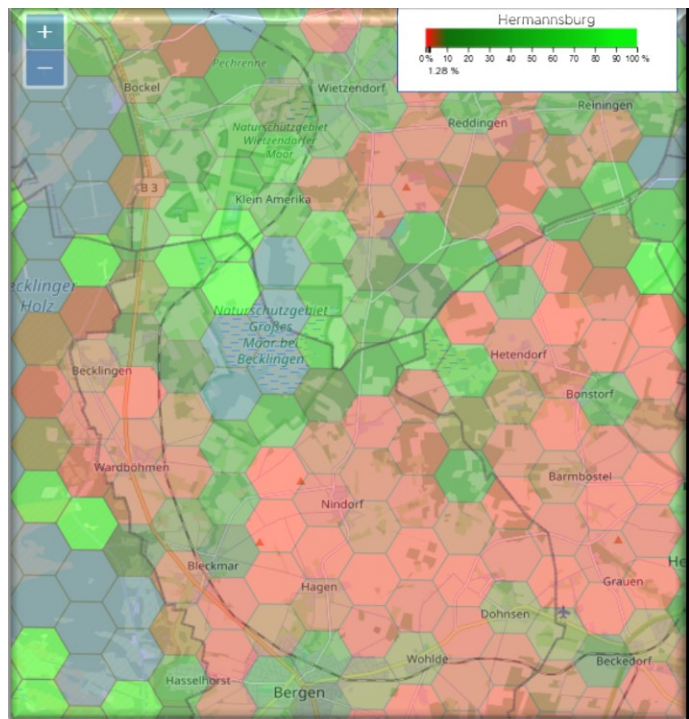 +
−
Hermannsburg
0% 10 20 30 40 50 60 70 80 90 100 %
1.28 %
Pechrenne
Bockel
Wietzendorf
Reiningen
Reddingen
Naturschutzgebiet
Wietzendorfer
Moor
B 3
Klein Amerika
ecklinger
Holz
Naturschutzgebiet
Großes
Moor bei
Becklingen
Hetendorf
Becklingen
Bonstorf
Wardböhmen
Barmbostel
Nindorf
Bleckmar
He
Hagen
Grauen
Dohnsen
Wohlde
Beckedorf
Hasselhorst
Bergen